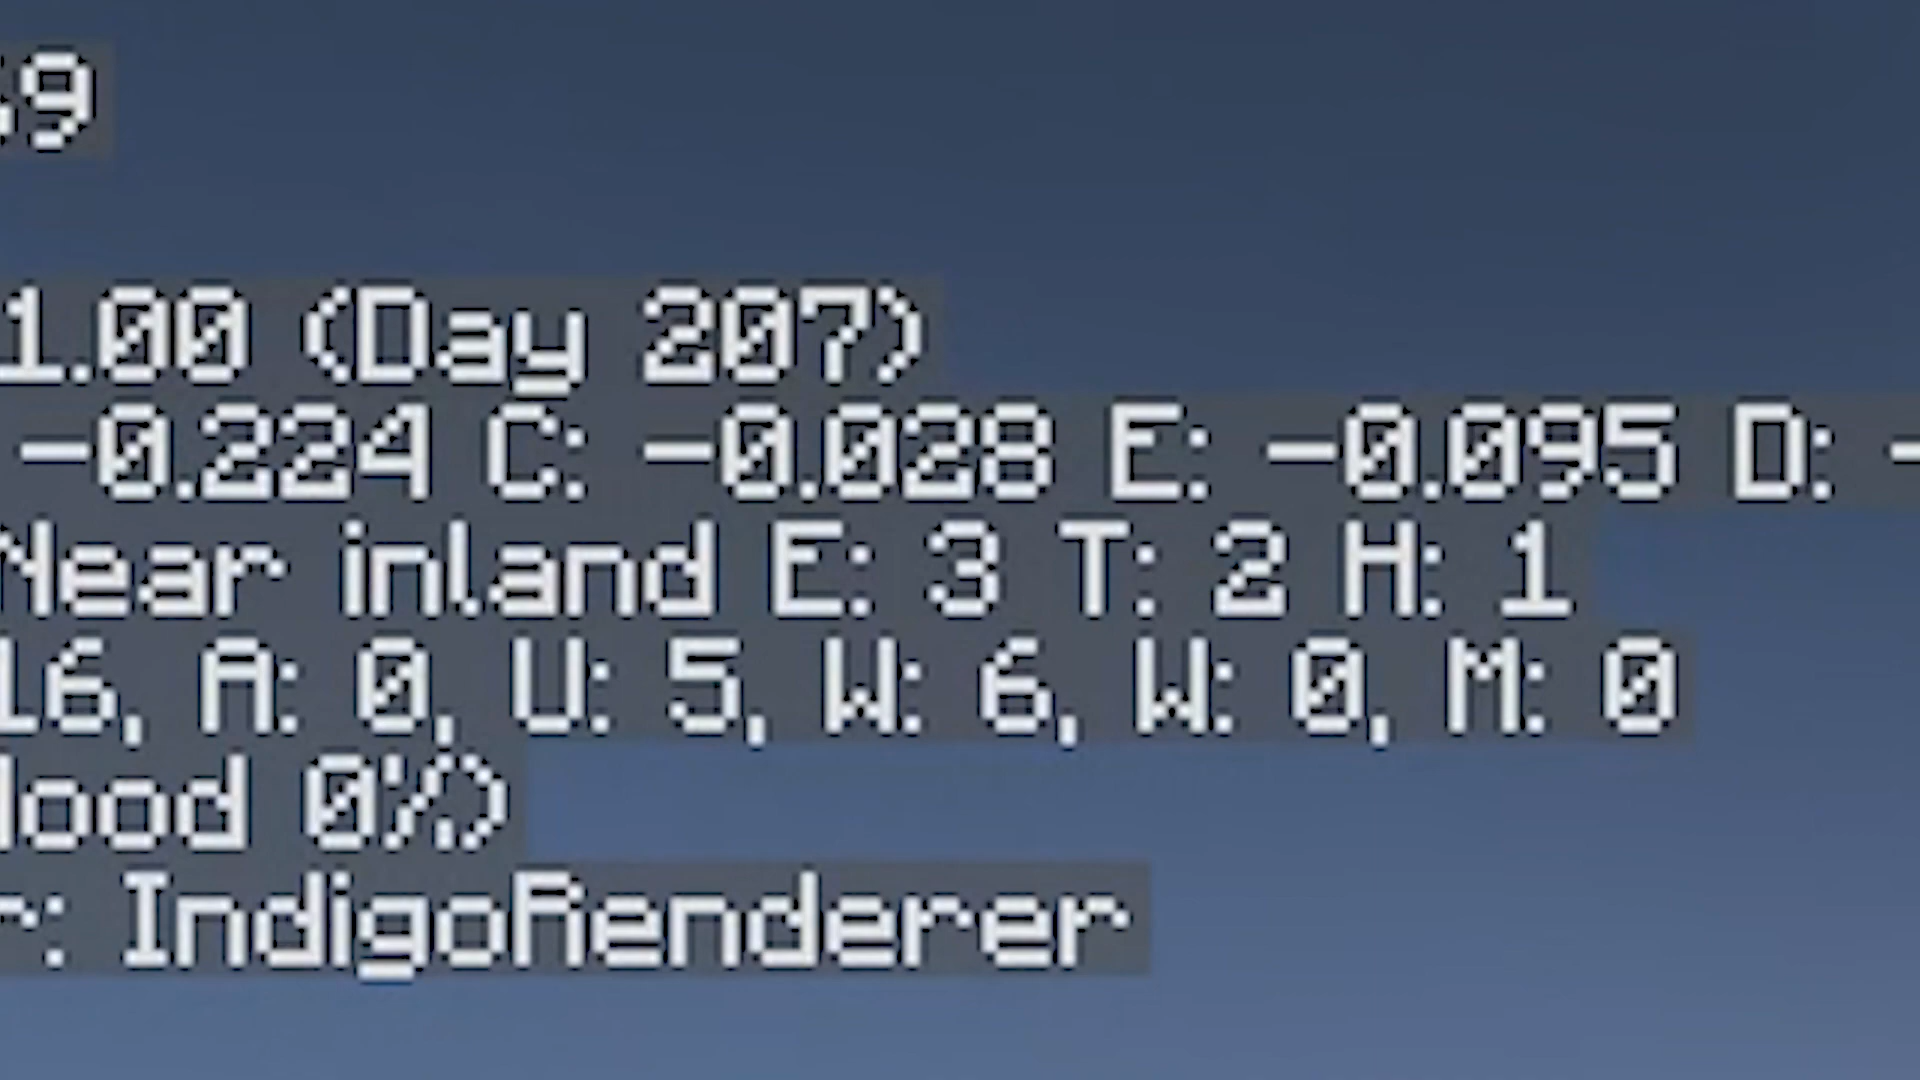 9
1.00 (Day 207)
-0.224 C: -0.028 E: -0.095 D: -
Near inland E: 3 T: 2 H: 1
16, A: 0, U: 5, W: 6, W: 0, M: 0
lood 0%)
r: IndigoRenderer